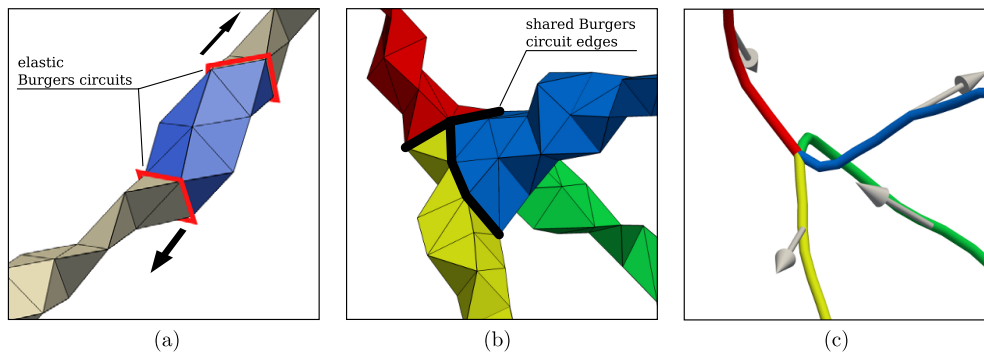 elastic
Burgers circuits
shared Burgers
circuit edges
(a)
(b)
(c)